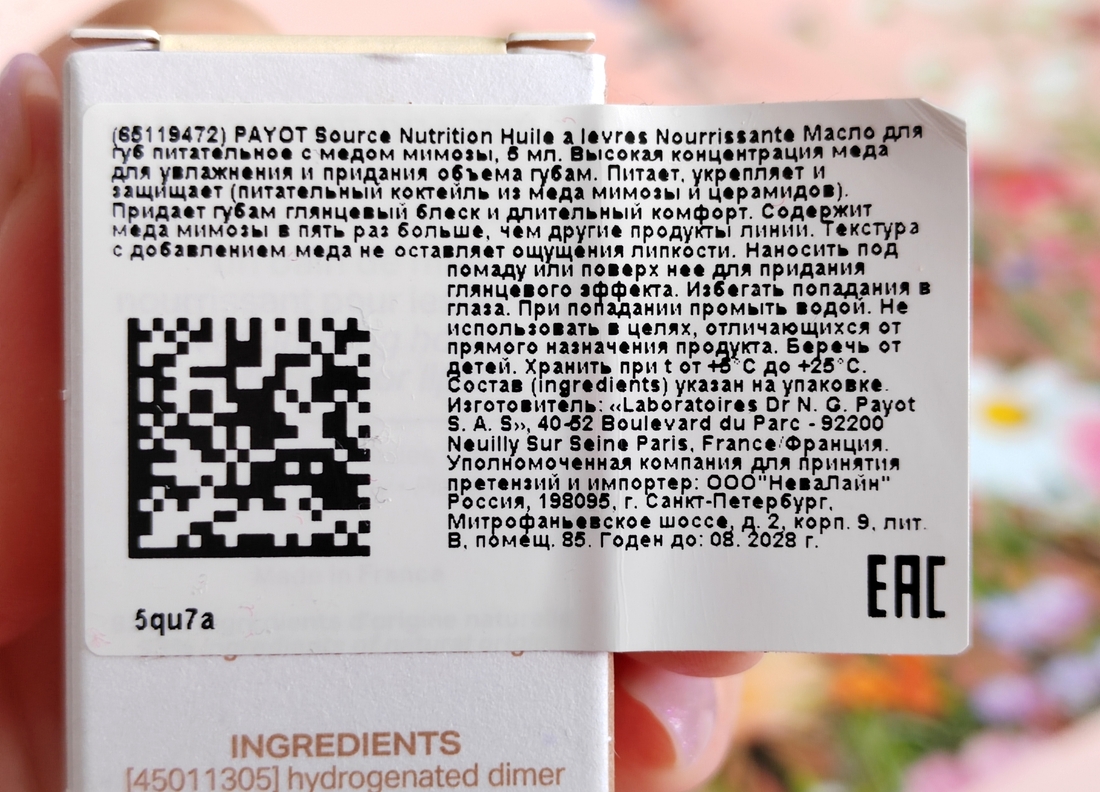 (65119472) PAYOT Source Nutrition Huile a levres Nourrissante Масло для
губ питательное с медом мимозы, 5 мл. Высокая концентрация меда
для увлажнения и придания объема губам. Питает, укрепляет и
защищает (питательный коктейль из меда мимозы и церамидов).
Придает губам глянцевый блеск и длительный комфорт. Содержит
меда мимозы в пять раз больше, чем другие продукты линии. Текстура
с добавлением меда не оставляет ощущения липкости. Наносить под
помаду или поверх нее для придания
глянцевого эффекта. Избегать попадания в
глаза. При попадании промыть водой. Не
использовать в целях, отличающихся от
прямого назначения продукта. Беречь от
детей. Хранить при t от +5°C до +25°C.
Состав (ingredients) указан на упаковке.
Изготовитель: «Laboratoires Dr N. G. Payot
S. A. S», 40-52 Boulevard du Parc - 92200
Neuilly Sur Seine Paris, France/Франция.
Уполномоченная компания для принятия
претензий и импортер: ООО"НеваЛайн"
Россия, 198095, г. Санкт-Петербург,
Митрофаньевское шоссе, д. 2, корп. 9, лит.
В, помещ. 85. Годен до: 08. 2028 г.
5qu7a
EAC
INGREDIENTS
[45011305] hydrogenated dimer